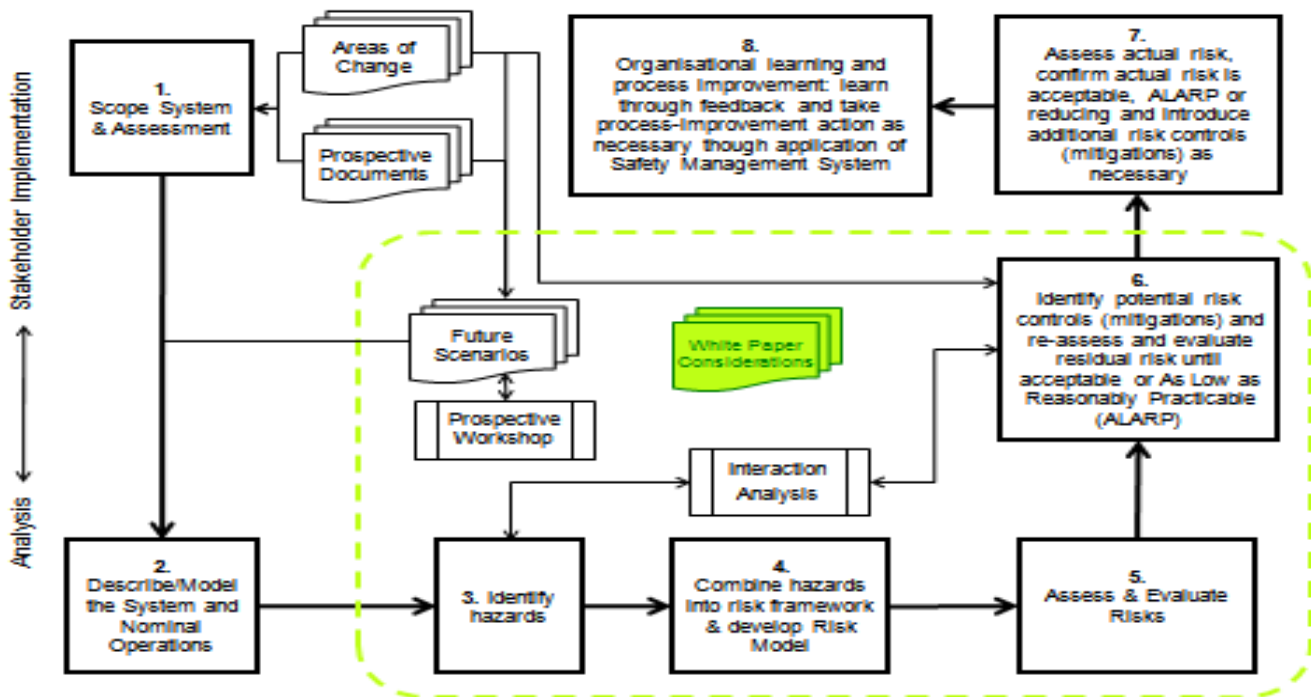 Stakeholder Implementation
Analysis
1.
Scope System
& Assessment
Areas of
Change
Prospective
Documents
8.
Organisational learning and
process improvement: learn
through feedback and take
process-improvement action as
necessary though application of
Safety Management System
7.
Assess actual risk,
confirm actual risk is
acceptable, ALARP or
reducing and introduce
additional risk controls
(mitigations) as
necessary
Future
Scenarios
White Paper
Considerations
6.
Identify potential risk
controls (mitigations) and
re-assess and evaluate
residual risk until
acceptable or As Low as
Reasonably Practicable
(ALARP)
Prospective
Workshop
Interaction
Analysis
2.
Describe/Model
the System and
Nominal
Operations
3. Identify
hazards
4.
Combine hazards
into risk framework
& develop Risk
Model
5.
Assess & Evaluate
Risks